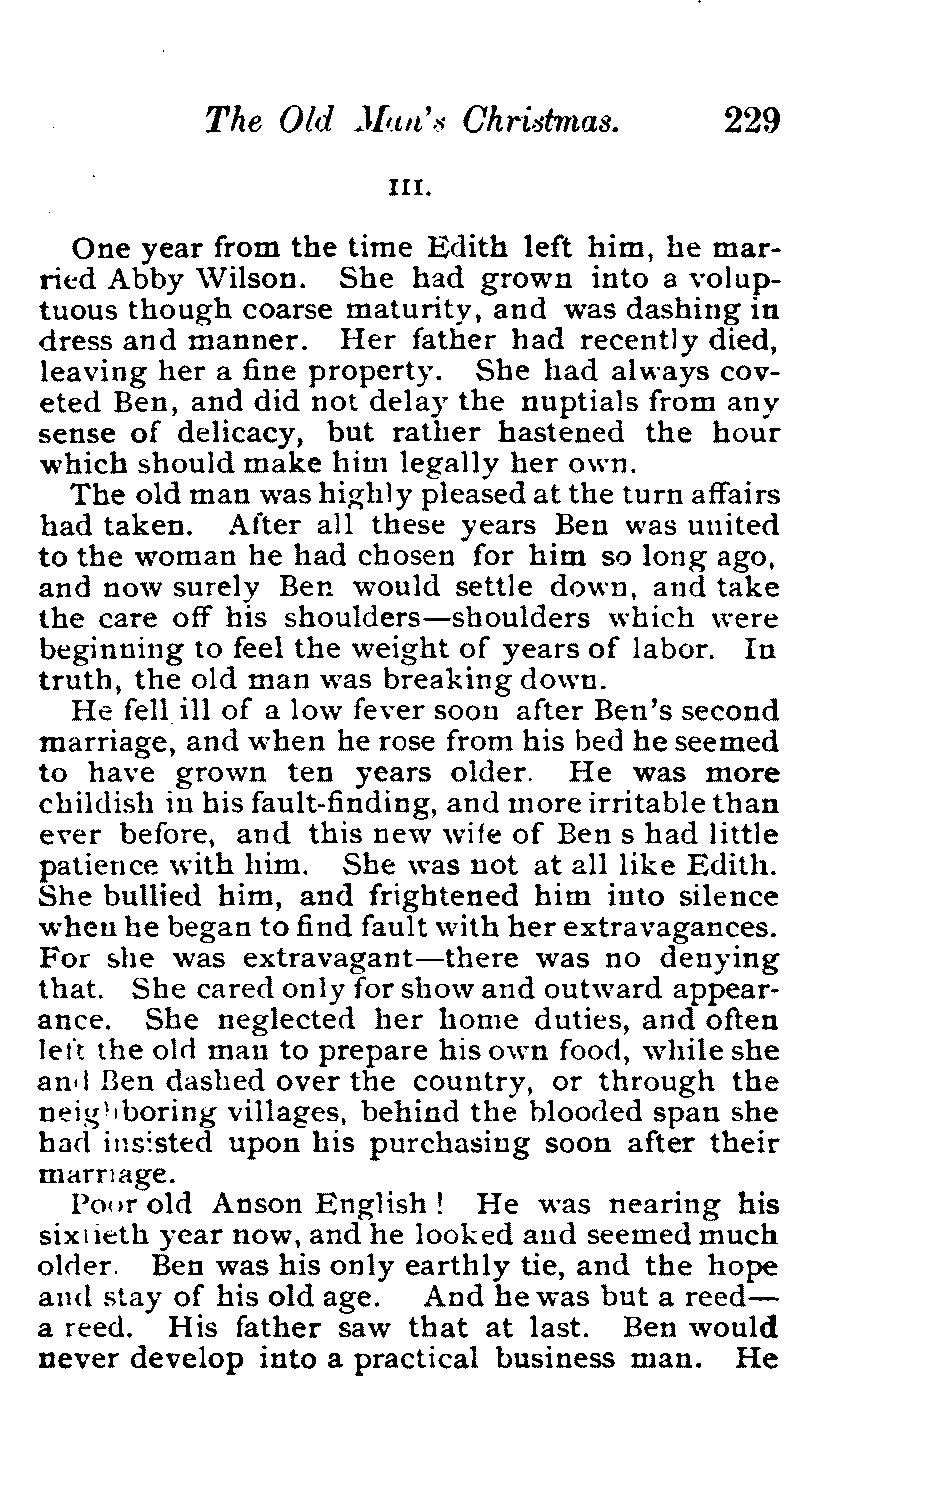 The Old Man's Christmas. 229
III.
One year from the time Edith left him, he mar-
ried Abby Wilson. She had grown into a volup-
tuous though coarse maturity, and was dashing in
dress and manner. Her father had recently died,
leaving her a fine property. She had always cov-
eted Ben, and did not delay the nuptials from any
sense of delicacy, but rather hastened the hour
which should make him legally her own.
The old man was highly pleased at the turn affairs
had taken. After all these years Ben was united
to the woman he had chosen for him so long ago,
and now surely Ben would settle down, and take
the care off his shoulders—shoulders which were
beginning to feel the weight of years of labor. In
truth, the old man was breaking down.
He fell ill of a low fever soon after Ben's second
marriage, and when he rose from his bed he seemed
to have grown ten years older. He was more
childish in his fault-finding, and more irritable than
ever before, and this new wife of Ben s had little
patience with him. She was not at all like Edith.
She bullied him, and frightened him into silence
when he began to find fault with her extravagances.
For she was extravagant—there was no denying
that. She cared only for show and outward appear-
ance. She neglected her home duties, and often
left the old man to prepare his own food, while she
and Ben dashed over the country, or through the
neighboring villages, behind the blooded span she
had insisted upon his purchasing soon after their
marriage.
Poor old Anson English! He was nearing his
sixtieth year now, and he looked and seemed much
older. Ben was his only earthly tie, and the hope
and stay of his old age. And he was but a reed—
a reed. His father saw that at last. Ben would
never develop into a practical business man. He